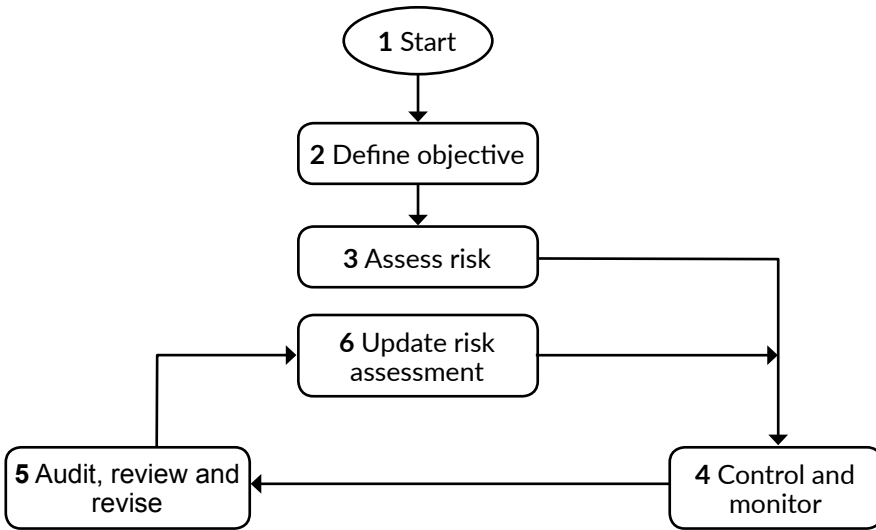 1 Start
2 Define objective
3 Assess risk
6 Update risk
assessment
5 Audit, review and
revise
4 Control and
monitor